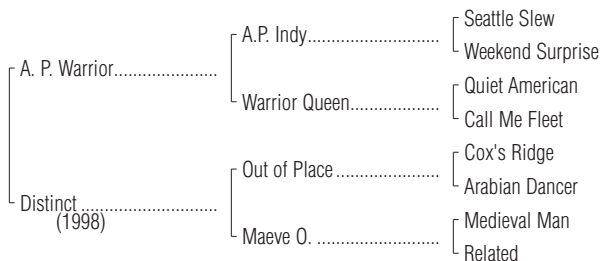 Seattle Slew
A.P. Indy
Weekend Surprise
A. P. Warrior
Quiet American
Warrior Queen
Call Me Fleet
Cox's Ridge
Out of Place
Arabian Dancer
Distinct
(1998)
Medieval Man
Maeve O.
Related